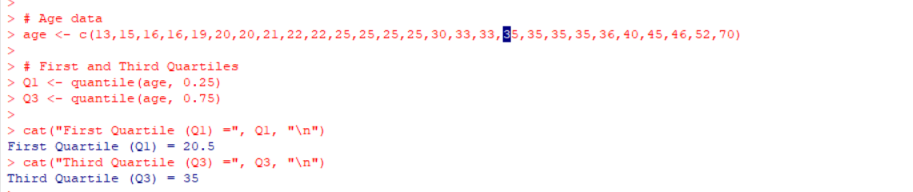 >
> # Age data
> age <- c(13,15,16,16,19,20,20,21,22,22,25,25,25,25,30,33,33,35,35,35,35,36,40,45,46,52,70)
>
> # First and Third Quartiles
> Q1 <- quantile(age, 0.25)
> Q3 <- quantile(age, 0.75)
>
> cat("First Quartile (Q1) =", Q1, "\n")
First Quartile (Q1) = 20.5
> cat("Third Quartile (Q3) =", Q3, "\n")
Third Quartile (Q3) = 35